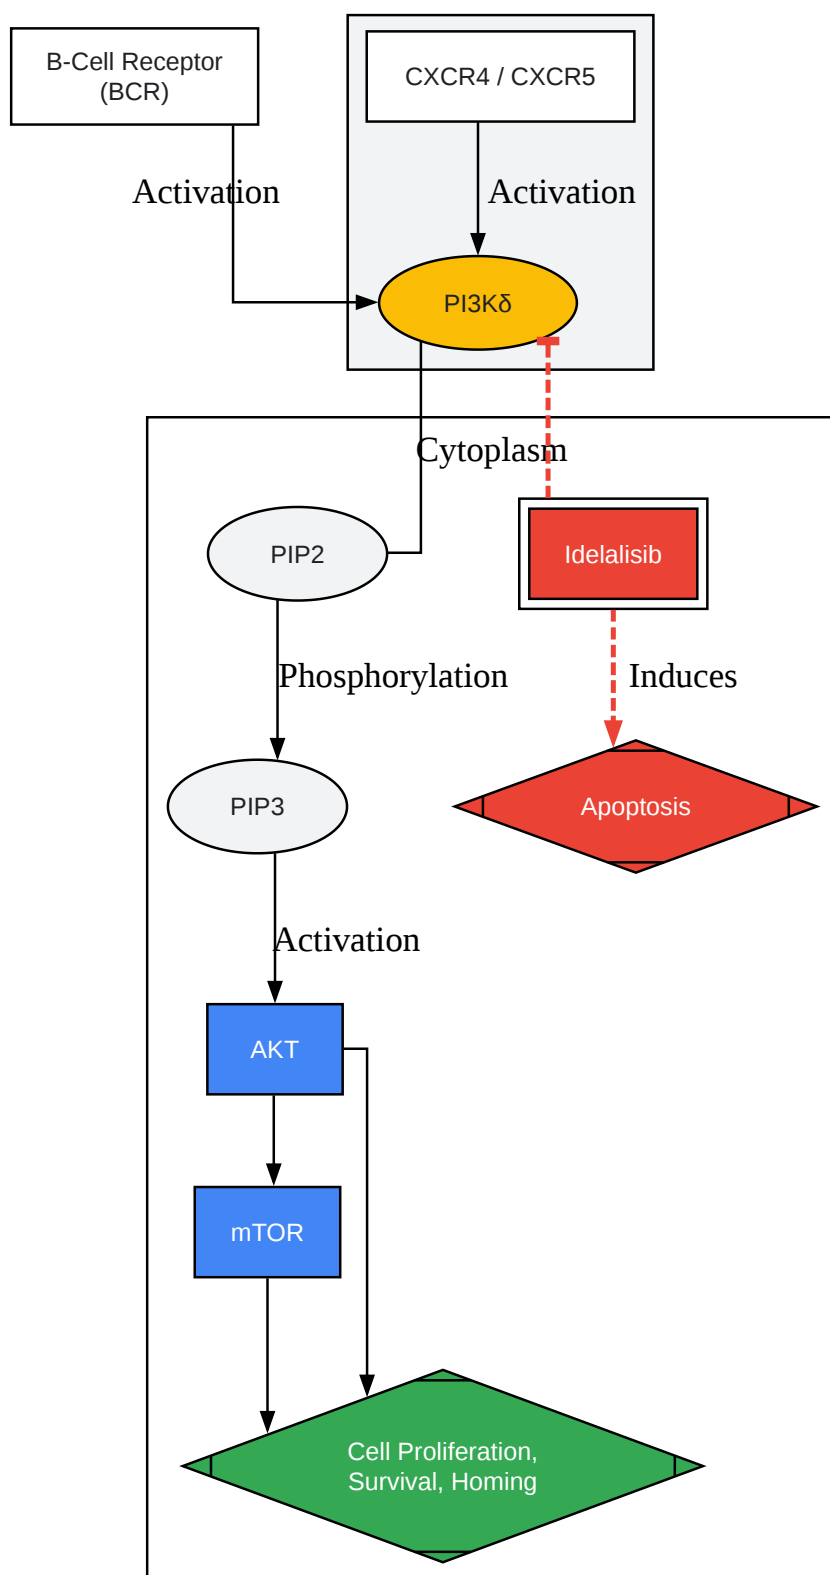 B-Cell Receptor
(BCR)
CXCR4 / CXCR5
Activation
Activation
PI3Kδ
Cytoplasm
PIP2
Idelalisib
Phosphorylation
Induces
PIP3
Apoptosis
Activation
AKT
mTOR
Cell Proliferation,
Survival, Homing